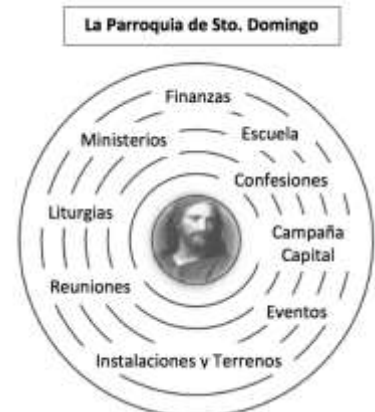 La Parroquia de Sto. Domingo
Finanzas
Ministerios
Escuela
Confesiones
Liturgias
Campaña
Capital
Reuniones
Eventos
Instalaciones y Terrenos